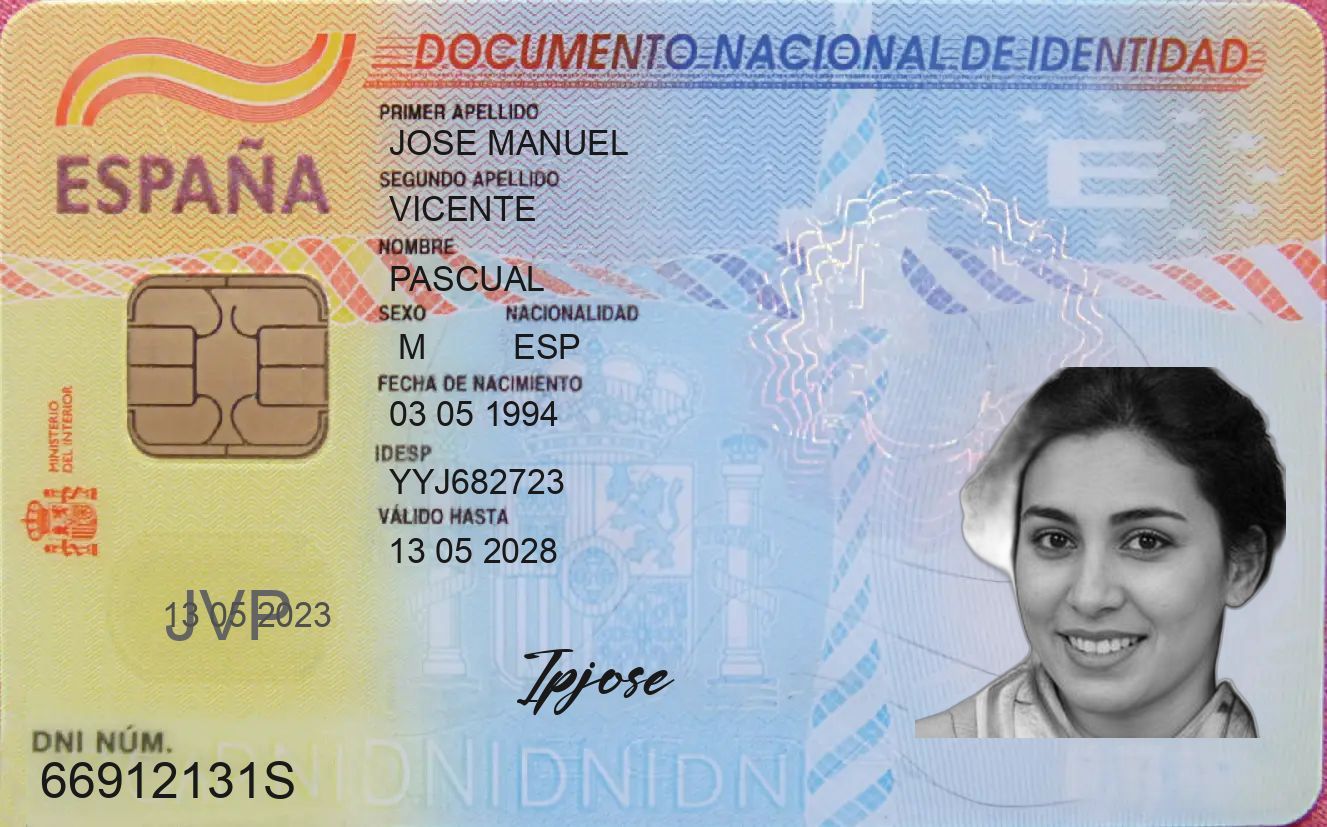 DOCUMENTO NACIONAL DE IDENTIDAD
ESPAÑA
PRIMER APELLIDO
JOSE MANUEL
SEGUNDO APELLIDO
VICENTE
NOMBRE
PASCUAL
SEXO NACIONALIDAD
M ESP
FECHA DE NACIMIENTO
03 05 1994
IDESP
YYJ682723
VÁLIDO HASTA
13 05 2028
MINISTERIO
DEL INTERIOR
E
JVP
13 05 2023
Ipjose
DNI NÚM.
66912131S
DNIDNIDNIDNI